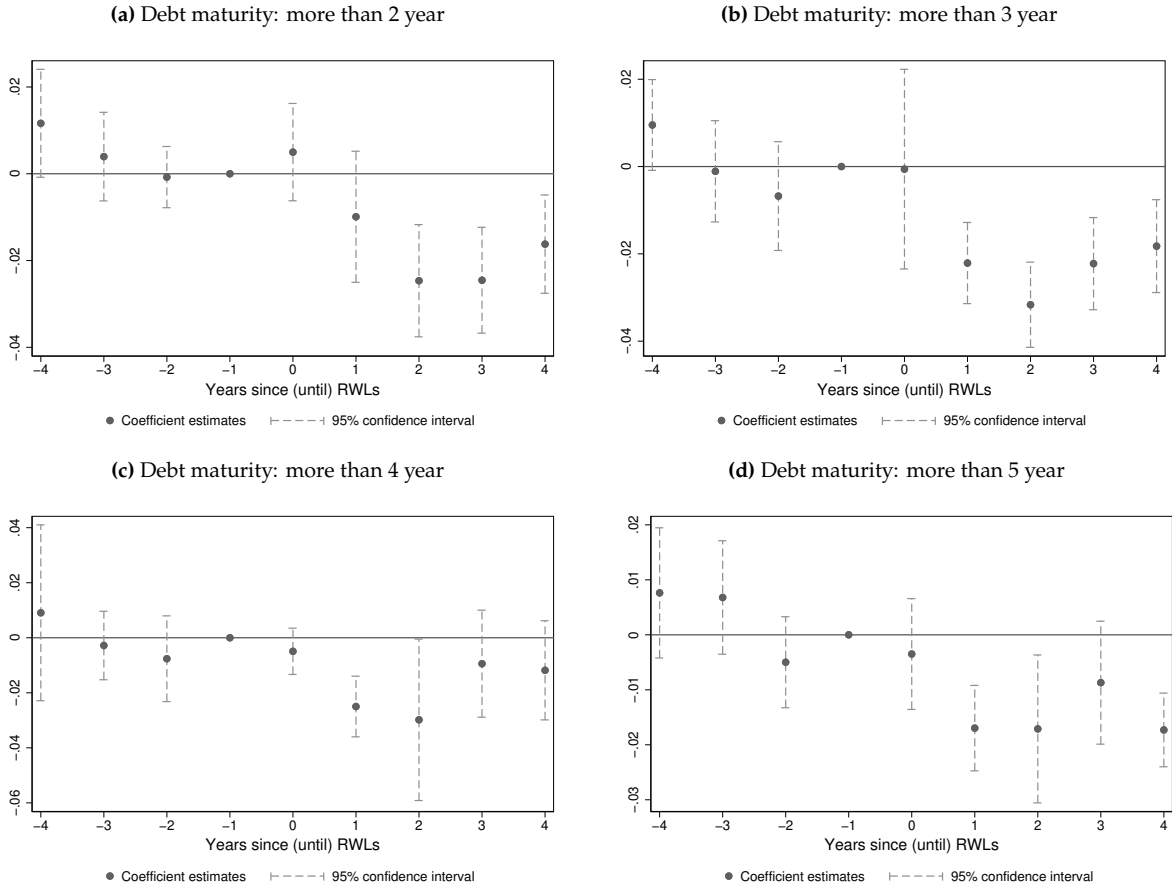 (a) Debt maturity: more than 2 year
.02
0
-.02
-.04
−4 −3 −2 −1 0 1 2 3 4
Years since (until) RWLs
Coefficient estimates 95% confidence interval
(b) Debt maturity: more than 3 year
.02
0
-.02
-.04
−4 −3 −2 −1 0 1 2 3 4
Years since (until) RWLs
Coefficient estimates 95% confidence interval
(c) Debt maturity: more than 4 year
.04
.02
0
-.02
-.04
-.06
−4 −3 −2 −1 0 1 2 3 4
Years since (until) RWLs
Coefficient estimates 95% confidence interval
(d) Debt maturity: more than 5 year
.02
.01
0
-.01
-.02
-.03
−4 −3 −2 −1 0 1 2 3 4
Years since (until) RWLs
Coefficient estimates 95% confidence interval